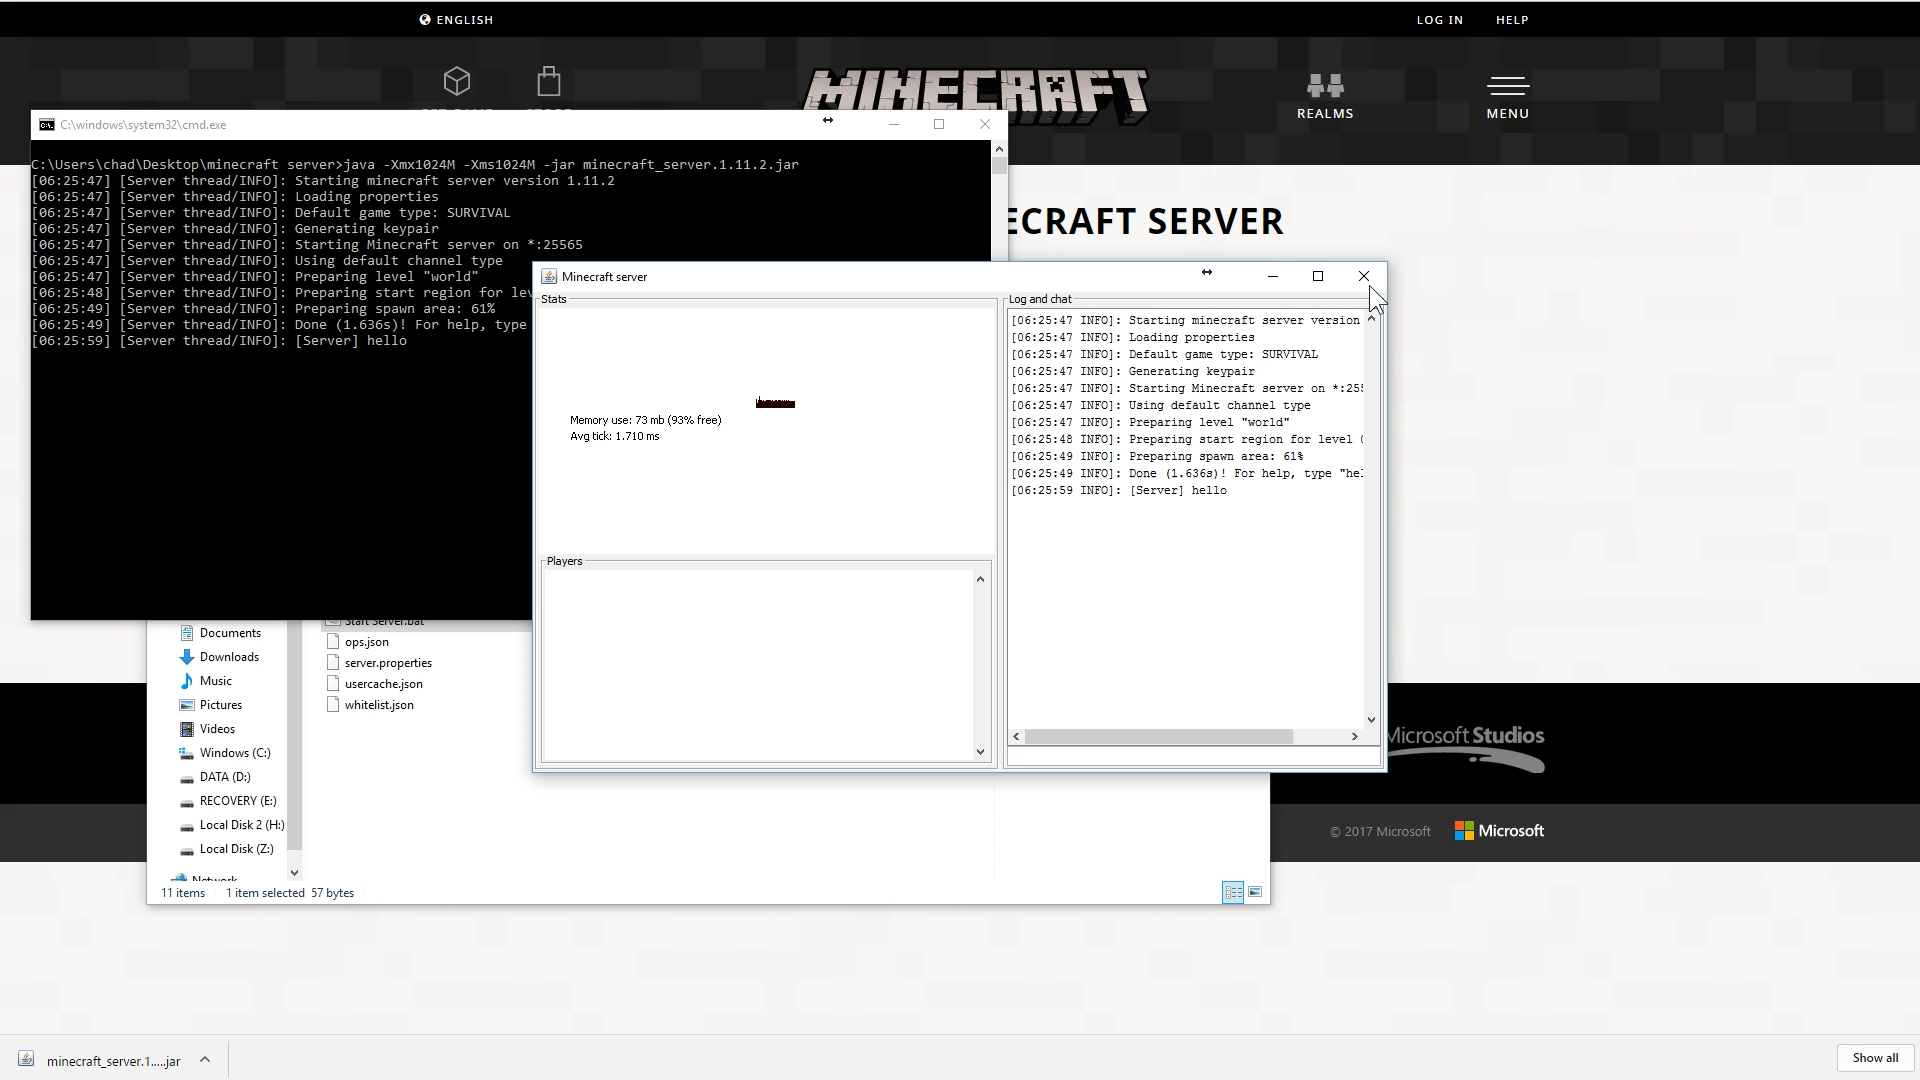 ENGLISH
LOG IN
HELP
MINECRAFT
REALMS
MENU
C:\windows\system32\cmd.exe
C:\Users\chad\Desktop\minecraft server>java -Xmx1024M -Xms1024M -jar minecraft_server.1.11.2.jar
[06:25:47] [Server thread/INFO]: Starting minecraft server version 1.11.2
[06:25:47] [Server thread/INFO]: Loading properties
[06:25:47] [Server thread/INFO]: Default game type: SURVIVAL
[06:25:47] [Server thread/INFO]: Generating keypair
[06:25:47] [Server thread/INFO]: Starting Minecraft server on *:25565
[06:25:47] [Server thread/INFO]: Using default channel type
[06:25:47] [Server thread/INFO]: Preparing level "world"
[06:25:48] [Server thread/INFO]: Preparing start region for lev
[06:25:49] [Server thread/INFO]: Preparing spawn area: 61%
[06:25:49] [Server thread/INFO]: Done (1.636s)! For help, type
[06:25:59] [Server thread/INFO]: [Server] hello
ECRAFT SERVER
Minecraft server
Stats
Memory use: 73 mb (93% free)
Avg tick: 1.710 ms
Players
Log and chat
[06:25:47 INFO]: Starting minecraft server version
[06:25:47 INFO]: Loading properties
[06:25:47 INFO]: Default game type: SURVIVAL
[06:25:47 INFO]: Generating keypair
[06:25:47 INFO]: Starting Minecraft server on *:255
[06:25:47 INFO]: Using default channel type
[06:25:47 INFO]: Preparing level "world"
[06:25:48 INFO]: Preparing start region for level
[06:25:49 INFO]: Preparing spawn area: 61%
[06:25:49 INFO]: Done (1.636s)! For help, type "hel
[06:25:59 INFO]: [Server] hello
Documents
Downloads
Music
Pictures
Videos
Windows (C:)
DATA (D:)
RECOVERY (E:)
Local Disk 2 (H:)
Local Disk (Z:)
Network
Start Server.bat
ops.json
server.properties
usercache.json
whitelist.json
11 items
1 item selected 57 bytes
Microsoft Studios
© 2017 Microsoft
Microsoft
minecraft_server.1.....jar
Show all